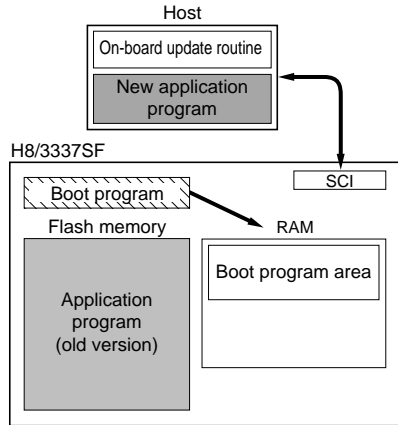 Host
On-board update routine
New application
program
H8/3337SF
SCI
Boot program
Flash memory
RAM
Boot program area
Application
program
(old version)